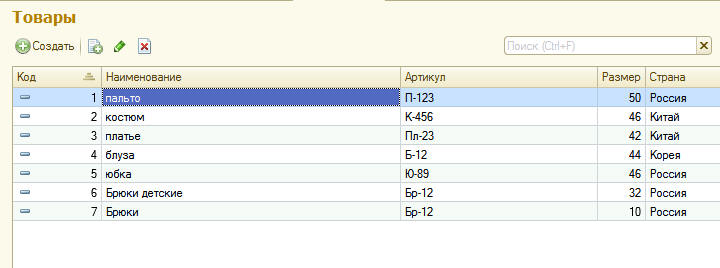 Товары
Создать Поиск (Ctrl+F)
Код Наименование Артикул Размер Страна
1 пальто П-123 50 Россия
2 костюм К-456 46 Китай
3 платье Пл-23 42 Китай
4 блуза Б-12 44 Корея
5 юбка Ю-89 46 Россия
6 Брюки детские Бр-12 32 Россия
7 Брюки Бр-12 10 Россия